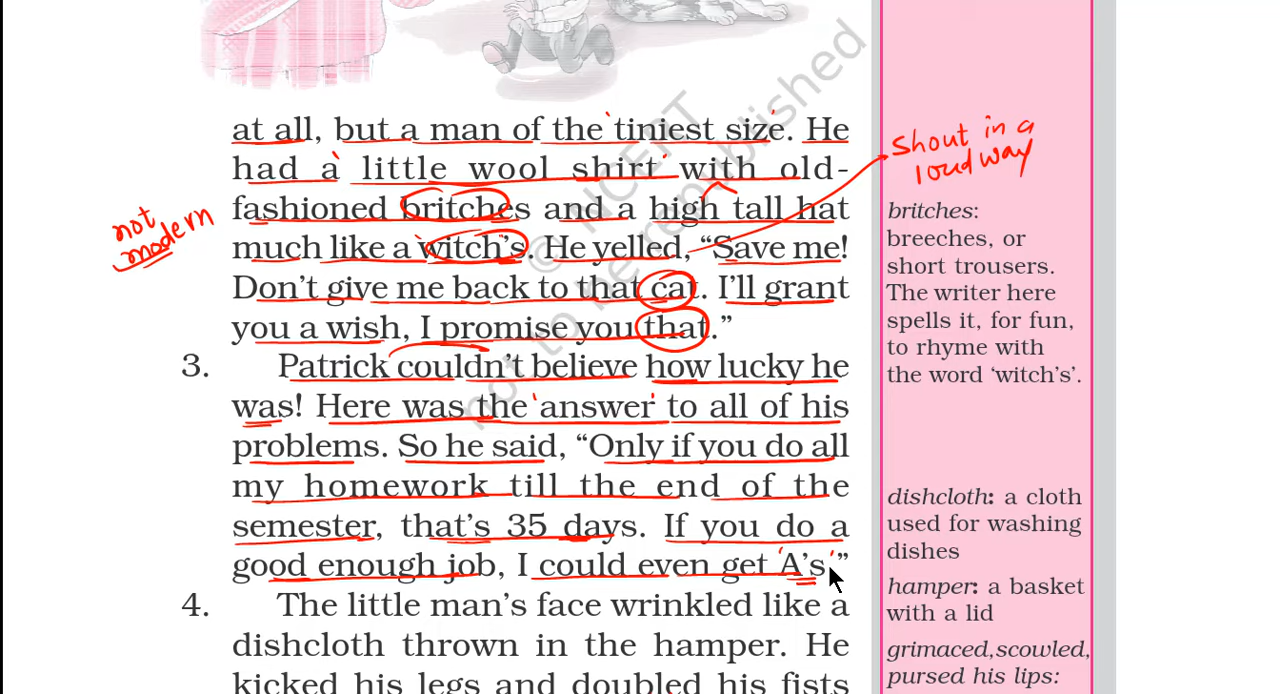 at all, but a man of the tiniest size. He
had a little wool shirt with old-
fashioned britches and a high tall hat
much like a witch's. He yelled, “Save me!
Don't give me back to that cat. I'll grant
you a wish, I promise you that.”
3. Patrick couldn't believe how lucky he
was! Here was the answer to all of his
problems. So he said, “Only if you do all
my homework till the end of the
semester, that's 35 days. If you do a
good enough job, I could even get A's”
4. The little man's face wrinkled like a
dishcloth thrown in the hamper. He
kicked his legs and doubled his fists
not
modern
shout in a
loud way
britches:
breeches, or
short trousers.
The writer here
spells it, for fun,
to rhyme with
the word ‘witch's’.
dishcloth: a cloth
used for washing
dishes
hamper: a basket
with a lid
grimaced,scowled,
pursed his lips:
© NCERT
not to be republished